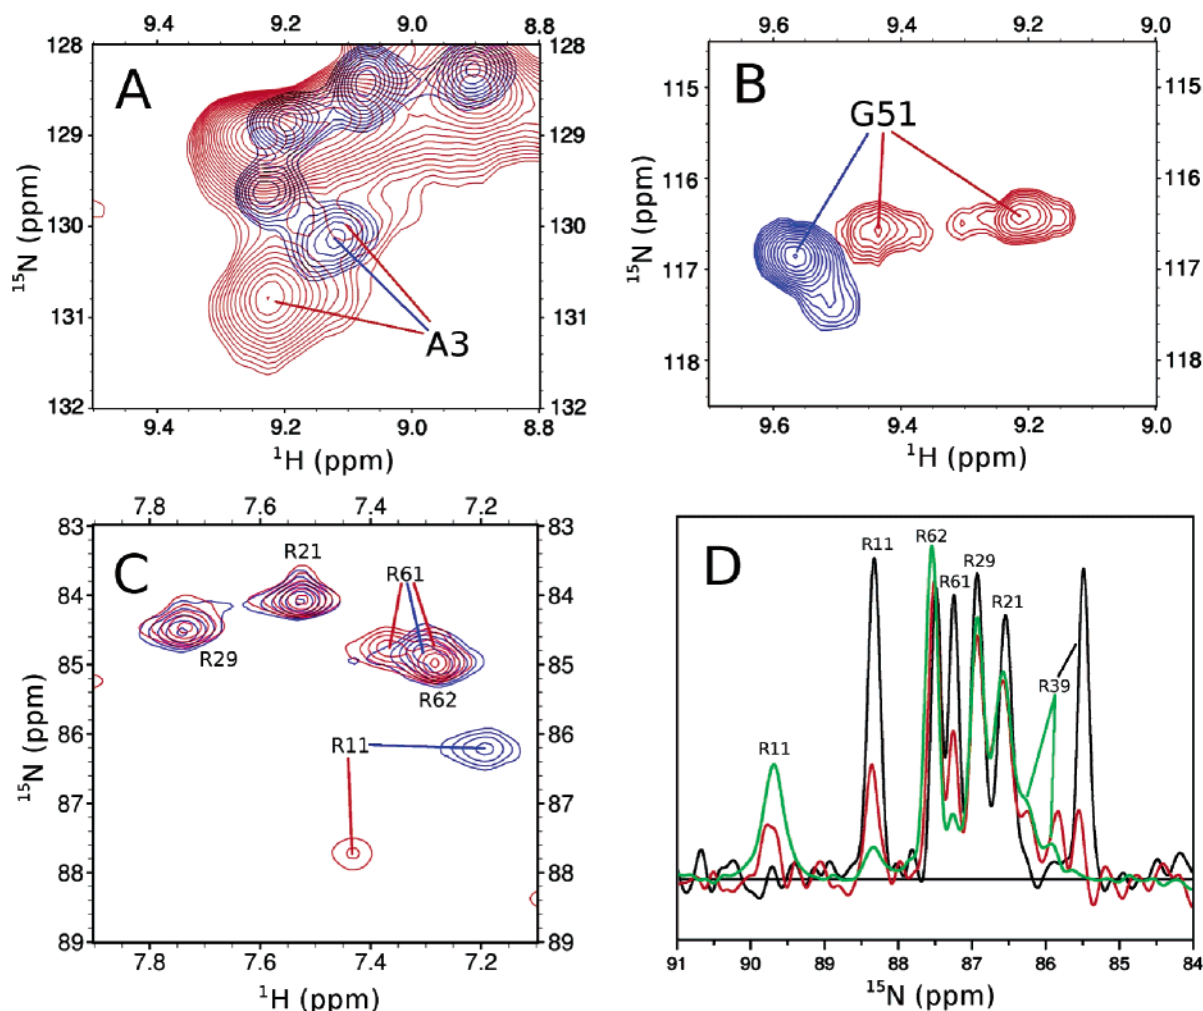 9.4 9.2 9.0 8.8
128 128
A
129 129
130 130
131 131
A3
132 132
9.4 9.2 9.0 8.8
¹H (ppm)
¹⁵N (ppm)
9.6 9.4 9.2 9.0
B
115 115
G51
116 116
117 117
118 118
9.6 9.4 9.2 9.0
¹H (ppm)
¹⁵N (ppm)
7.8 7.6 7.4 7.2
83 83
C
R21
R61
84 84
R29
85 85
R62
R11
86 86
87 87
88 88
89 89
7.8 7.6 7.4 7.2
¹H (ppm)
¹⁵N (ppm)
D
R11
R62
R61
R29
R21
R39
R11
91 90 89 88 87 86 85 84
¹⁵N (ppm)